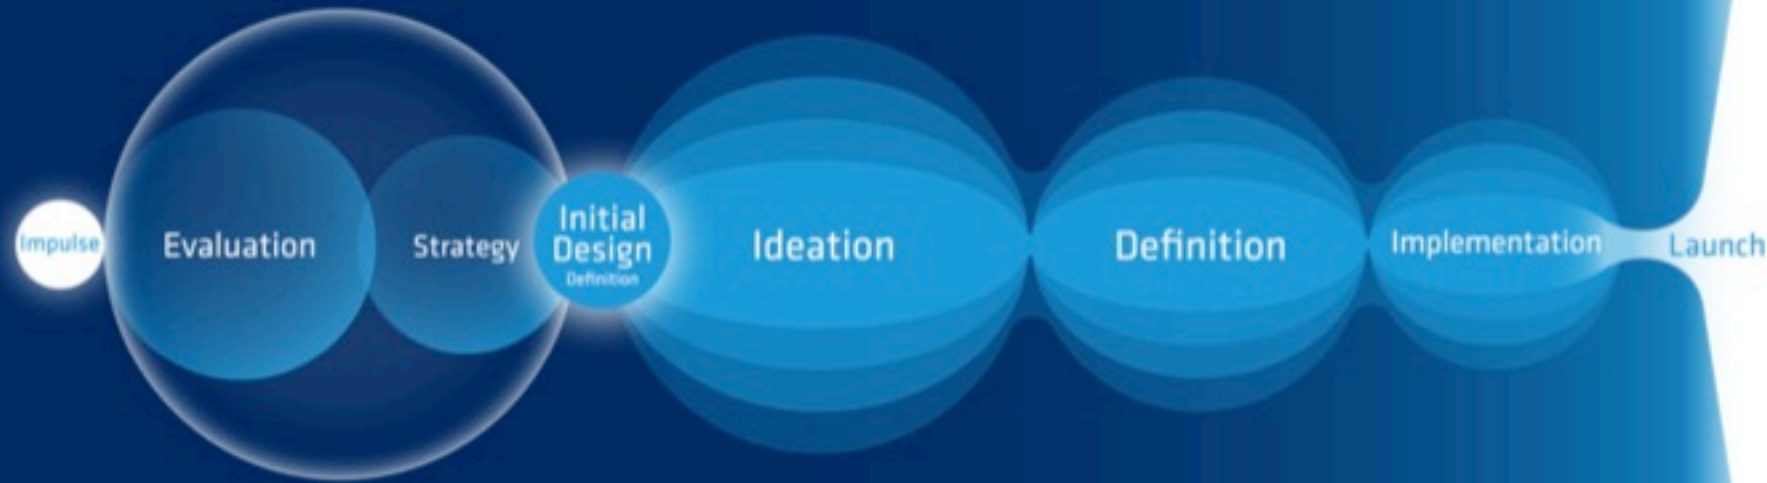 Impulse
Evaluation
Strategy
Initial
Design
Definition
Ideation
Definition
Implementation
Launch